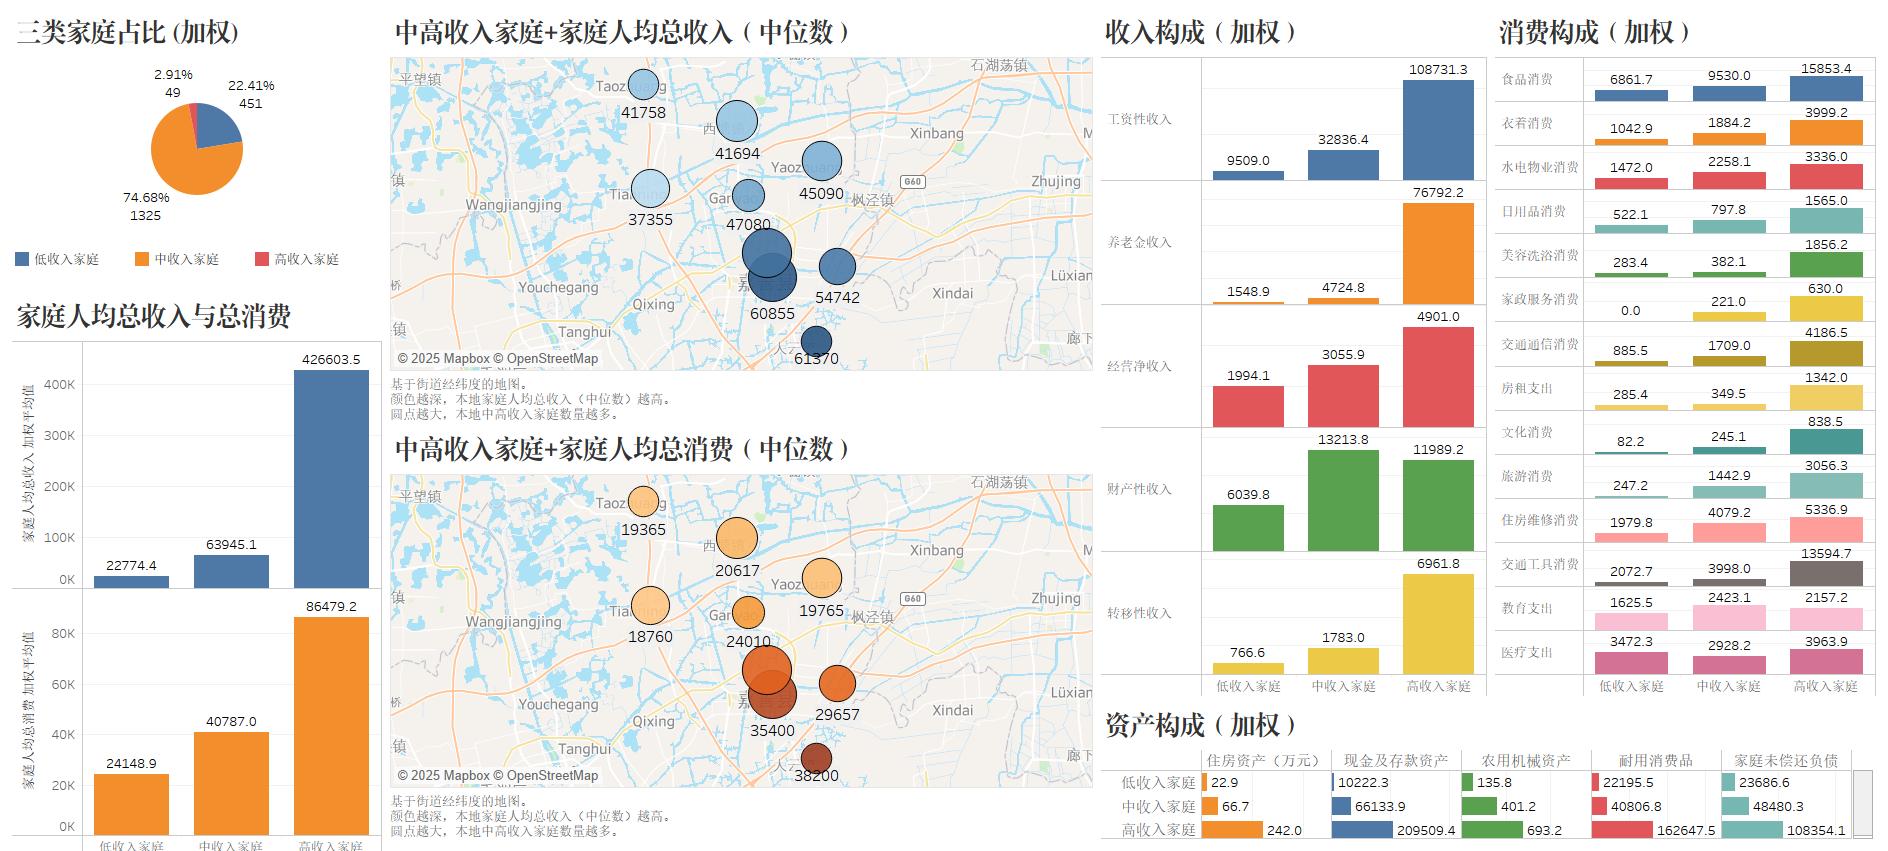 三类家庭占比 (加权)
2.91%
49
22.41%
451
74.68%
1325
低收入家庭
中收入家庭
高收入家庭
家庭人均总收入与总消费
家庭人均总收入 加权平均值
400K
300K
200K
100K
0K
22774.4
63945.1
426603.5
家庭人均总消费 加权平均值
80K
60K
40K
20K
0K
24148.9
40787.0
86479.2
低收入家庭
中收入家庭
高收入家庭
中高收入家庭+家庭人均总收入（中位数）
平望镇
石湖荡镇
41758
41694
Xinbang
45090
镇
G60
Zhujing
Wangjiangjing
37355
47080
枫泾镇
桥
Youchegang
Qixing
54742
Xindai
Lüxian
60855
镇
Tanghui
61370
廊下
© 2025 Mapbox © OpenStreetMap
基于街道经纬度的地图。
颜色越深，本地家庭人均总收入（中位数）越高。
圆点越大，本地中高收入家庭数量越多。
中高收入家庭+家庭人均总消费（中位数）
平望镇
石湖荡镇
19365
20617
Xinbang
19765
镇
G60
Zhujing
Wangjiangjing
18760
24010
枫泾镇
桥
Youchegang
Qixing
29657
Xindai
Lüxian
35400
镇
Tanghui
38200
廊下
© 2025 Mapbox © OpenStreetMap
基于街道经纬度的地图。
颜色越深，本地家庭人均总消费（中位数）越高。
圆点越大，本地中高收入家庭数量越多。
收入构成（加权）
工资性收入
9509.0
32836.4
108731.3
养老金收入
1548.9
4724.8
76792.2
经营净收入
1994.1
3055.9
4901.0
财产性收入
6039.8
13213.8
11989.2
转移性收入
766.6
1783.0
6961.8
低收入家庭
中收入家庭
高收入家庭
消费构成（加权）
食品消费
6861.7
9530.0
15853.4
衣着消费
1042.9
1884.2
3999.2
水电物业消费
1472.0
2258.1
3336.0
日用品消费
522.1
797.8
1565.0
美容洗浴消费
283.4
382.1
1856.2
家政服务消费
0.0
221.0
630.0
交通通信消费
885.5
1709.0
4186.5
房租支出
285.4
349.5
1342.0
文化消费
82.2
245.1
838.5
旅游消费
247.2
1442.9
3056.3
住房维修消费
1979.8
4079.2
5336.9
交通工具消费
2072.7
3998.0
13594.7
教育支出
1625.5
2423.1
2157.2
医疗支出
3472.3
2928.2
3963.9
低收入家庭
中收入家庭
高收入家庭
资产构成（加权）
住房资产（万元）
现金及存款资产
农用机械资产
耐用消费品
家庭未偿还负债
低收入家庭
22.9
10222.3
135.8
22195.5
23686.6
中收入家庭
66.7
66133.9
401.2
40806.8
48480.3
高收入家庭
242.0
209509.4
693.2
162647.5
108354.1